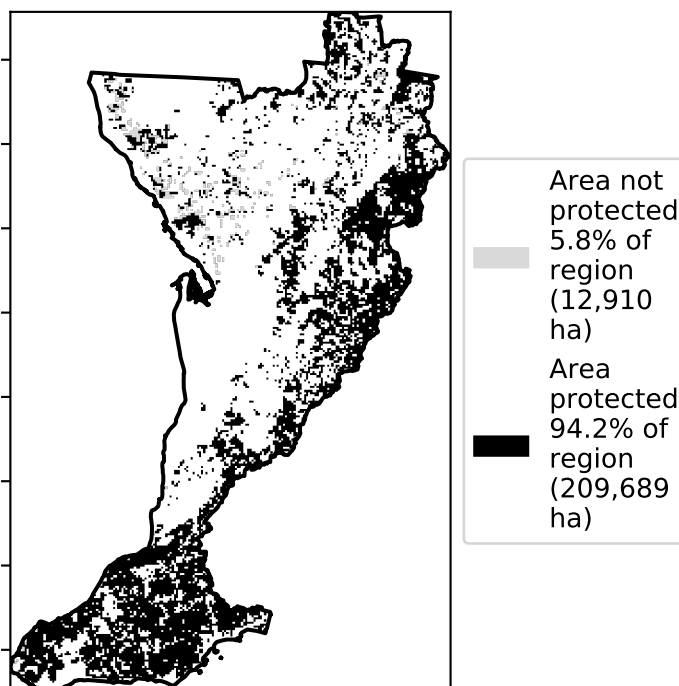 Area not
protected
5.8% of
region
(12,910
ha)
Area
protected
94.2% of
region
(209,689
ha)